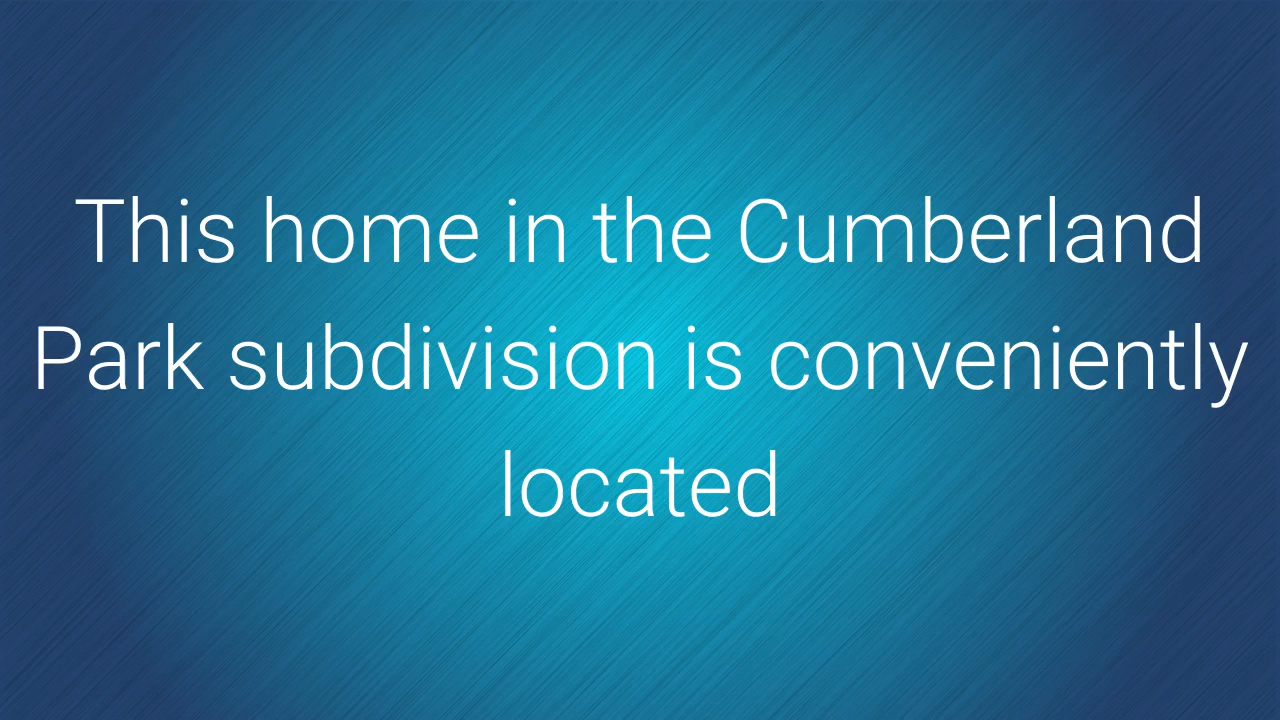 This home in the Cumberland
Park subdivision is conveniently
located